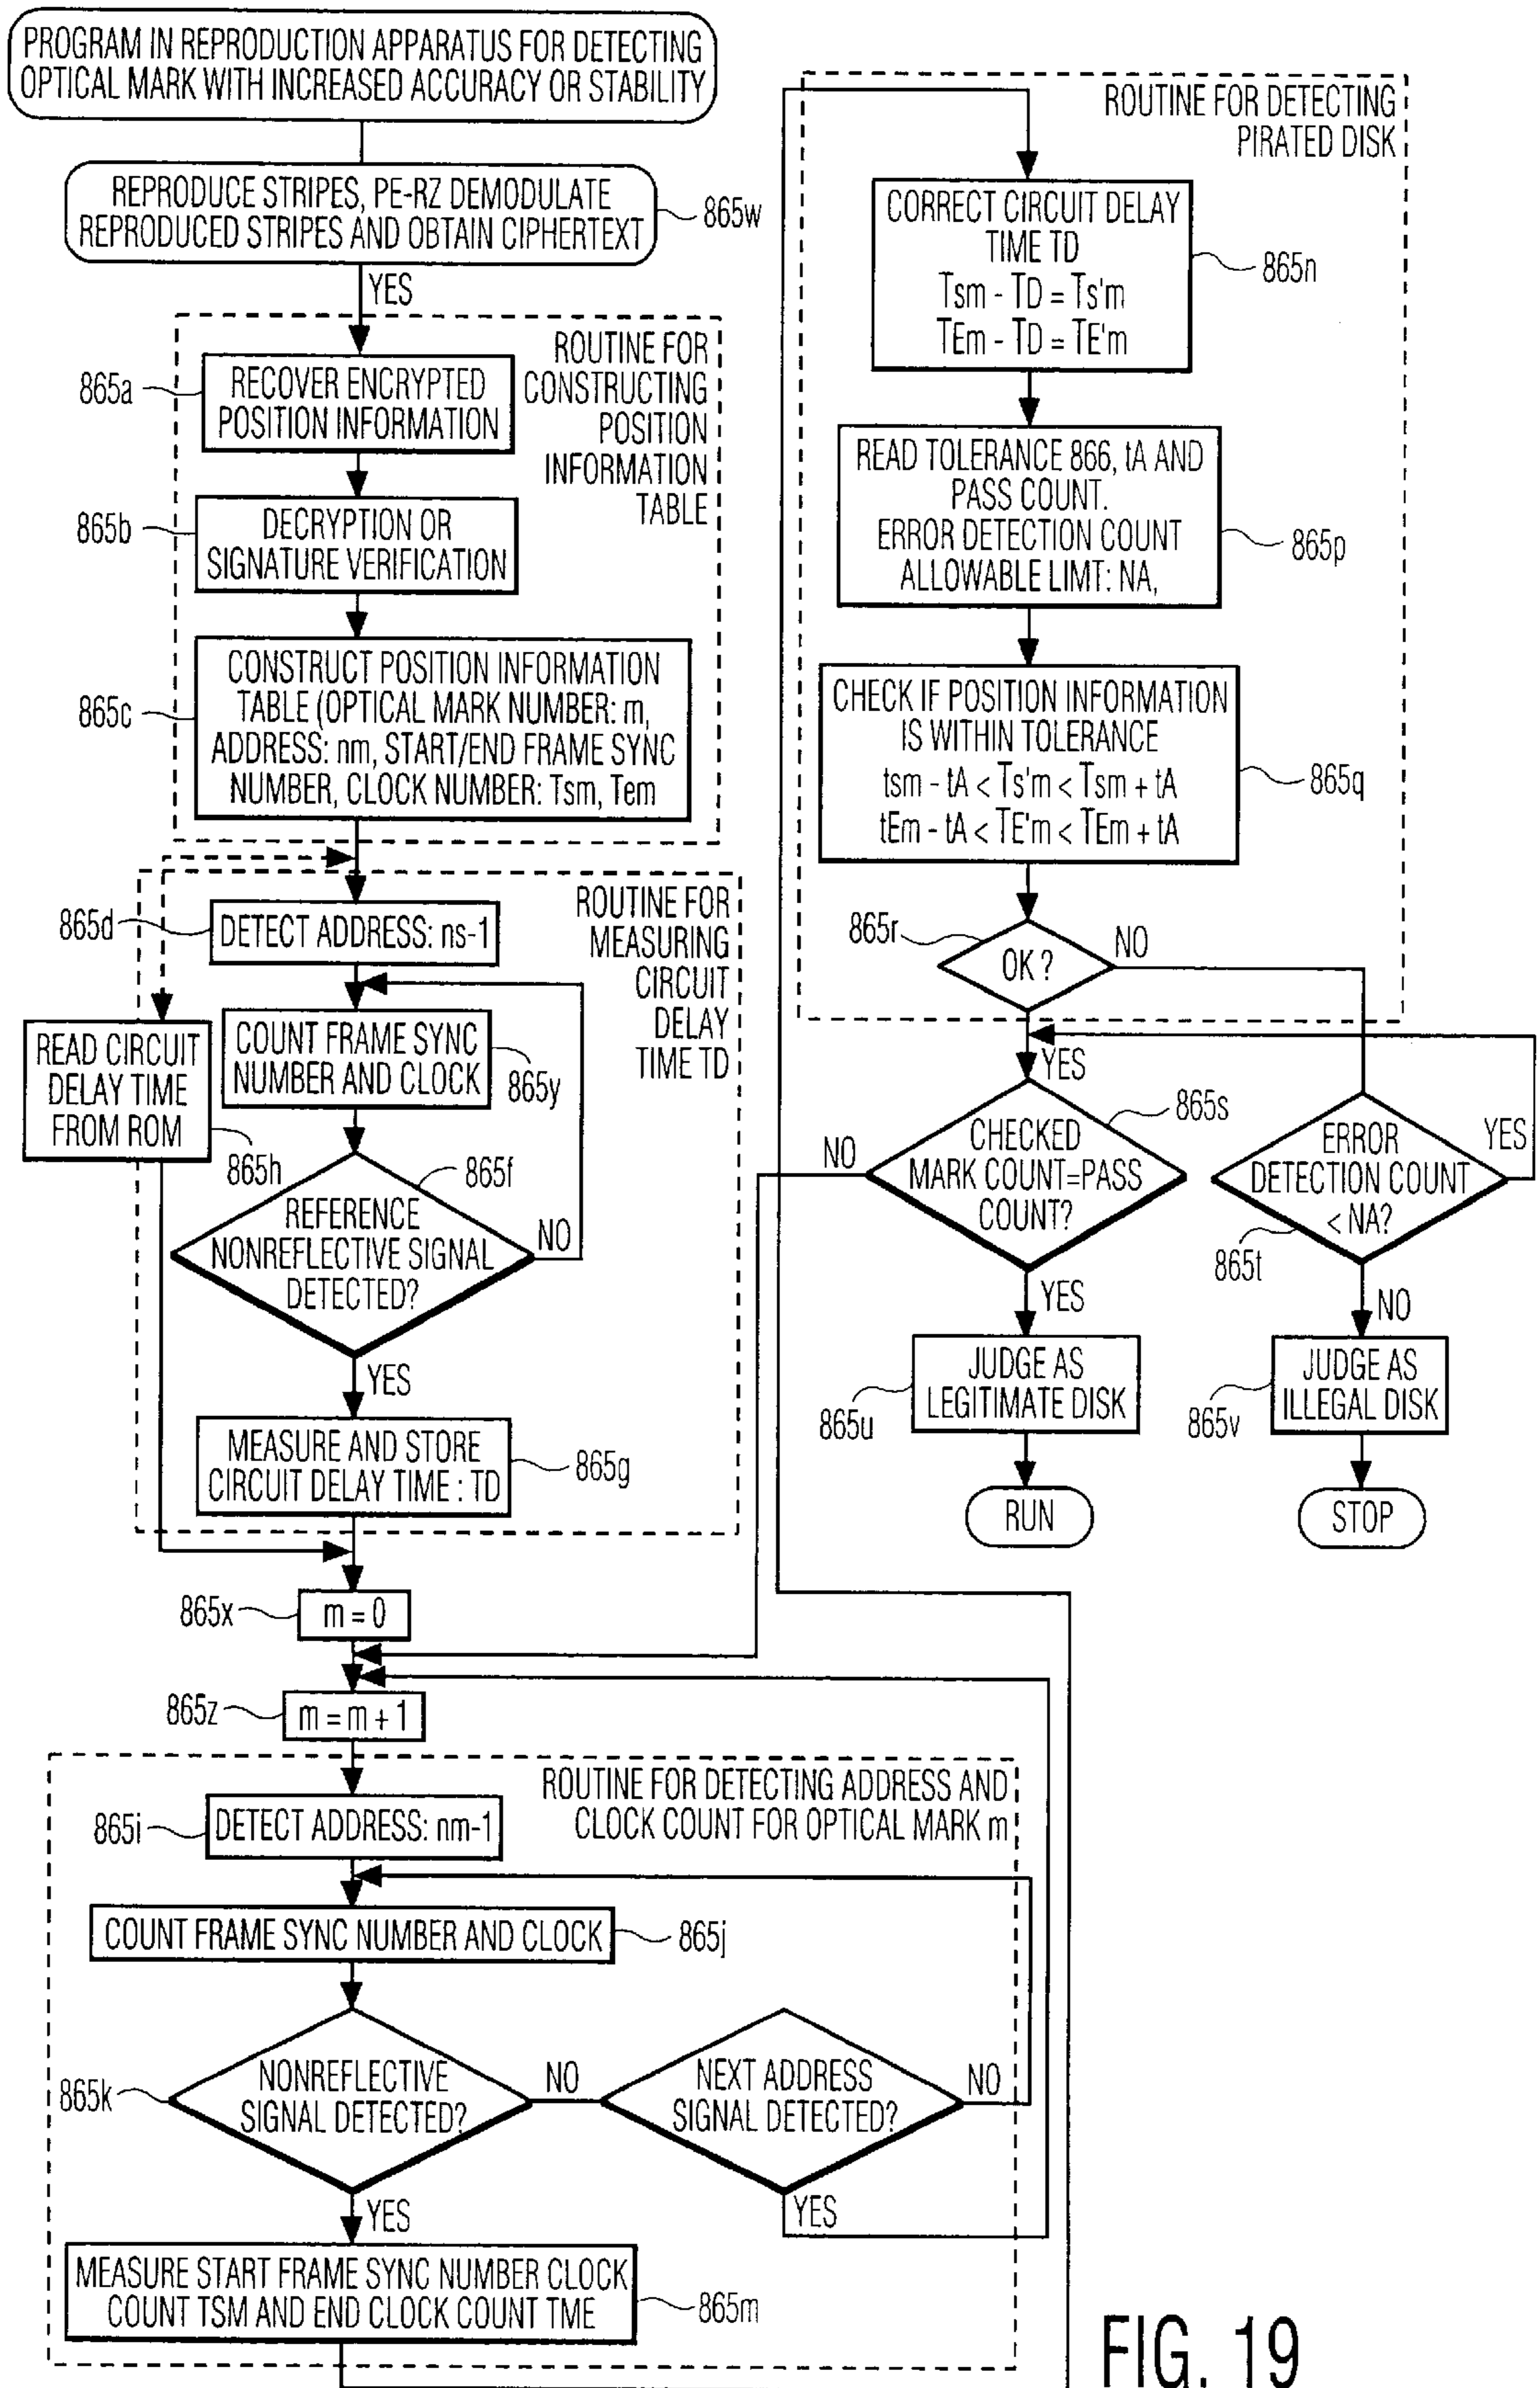 PROGRAM IN REPRODUCTION APPARATUS FOR DETECTING
OPTICAL MARK WITH INCREASED ACCURACY OR STABILITY
REPRODUCE STRIPES, PE-RZ DEMODULATE
REPRODUCED STRIPES AND OBTAIN CIPHERTEXT
865w
YES
ROUTINE FOR
CONSTRUCTING
POSITION
INFORMATION
TABLE
865a
RECOVER ENCRYPTED
POSITION INFORMATION
865b
DECRYPTION OR
SIGNATURE VERIFICATION
865c
CONSTRUCT POSITION INFORMATION
TABLE (OPTICAL MARK NUMBER: m,
ADDRESS: nm, START/END FRAME SYNC
NUMBER, CLOCK NUMBER: Tsm, Tem
ROUTINE FOR
MEASURING
CIRCUIT
DELAY
TIME TD
865d
DETECT ADDRESS: ns-1
COUNT FRAME SYNC
NUMBER AND CLOCK
865y
READ CIRCUIT
DELAY TIME
FROM ROM
865h
865f
REFERENCE
NONREFLECTIVE SIGNAL
DETECTED?
NO
YES
MEASURE AND STORE
CIRCUIT DELAY TIME : TD
865g
865x
m = 0
865z
m = m + 1
ROUTINE FOR DETECTING ADDRESS AND
CLOCK COUNT FOR OPTICAL MARK m
865i
DETECT ADDRESS: nm-1
COUNT FRAME SYNC NUMBER AND CLOCK
865j
865k
NONREFLECTIVE
SIGNAL DETECTED?
NO
NEXT ADDRESS
SIGNAL DETECTED?
NO
YES
YES
MEASURE START FRAME SYNC NUMBER CLOCK
COUNT TSM AND END CLOCK COUNT TME
865m
ROUTINE FOR DETECTING
PIRATED DISK
CORRECT CIRCUIT DELAY
TIME TD
Tsm - TD = Ts'm
TEm - TD = TE'm
865n
READ TOLERANCE 866, tA AND
PASS COUNT.
ERROR DETECTION COUNT
ALLOWABLE LIMT: NA,
865p
CHECK IF POSITION INFORMATION
IS WITHIN TOLERANCE
tsm - tA < Ts'm < Tsm + tA
tEm - tA < TE'm < TEm + tA
865q
865r
OK?
NO
YES
865s
CHECKED
MARK COUNT=PASS
COUNT?
NO
YES
ERROR
DETECTION COUNT
< NA?
YES
865t
NO
JUDGE AS
LEGITIMATE DISK
865u
RUN
JUDGE AS
ILLEGAL DISK
865v
STOP
FIG. 19